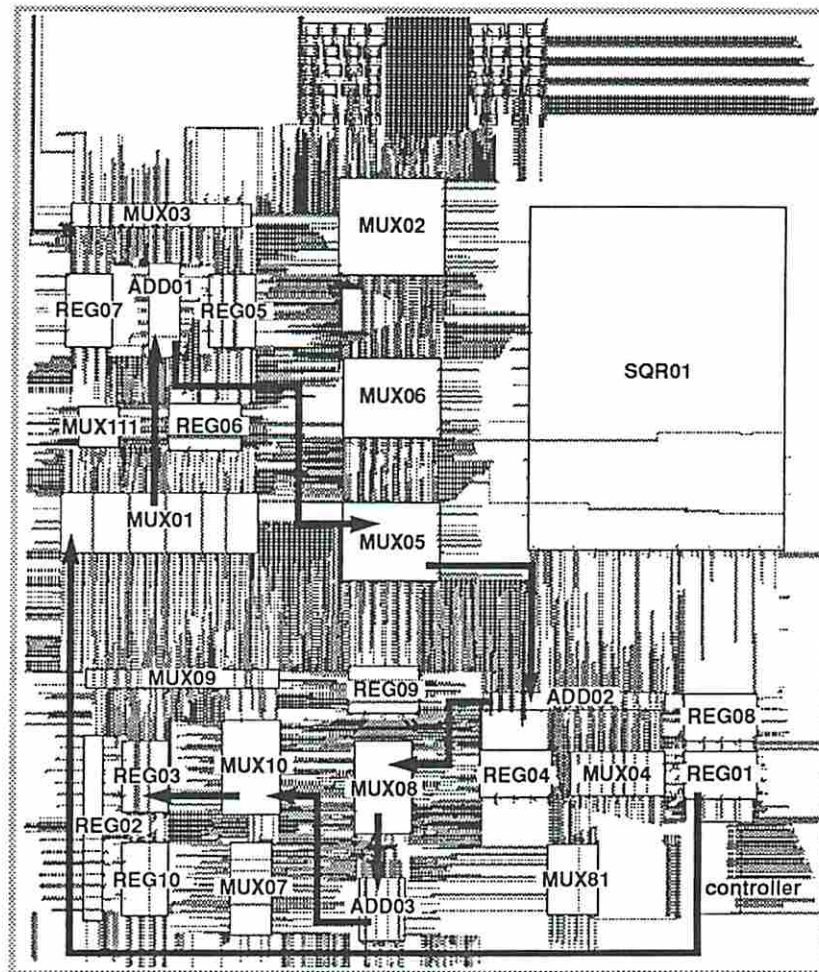 MUX03
MUX02
ADD01
REG07
REG05
MUX06
SQR01
MUX111
REG06
MUX01
MUX05
MUX09
REG09
ADD02
REG08
REG03
MUX10
MUX08
REG04
MUX04
REG01
REG02
REG10
MUX07
ADD03
MUX81
controller